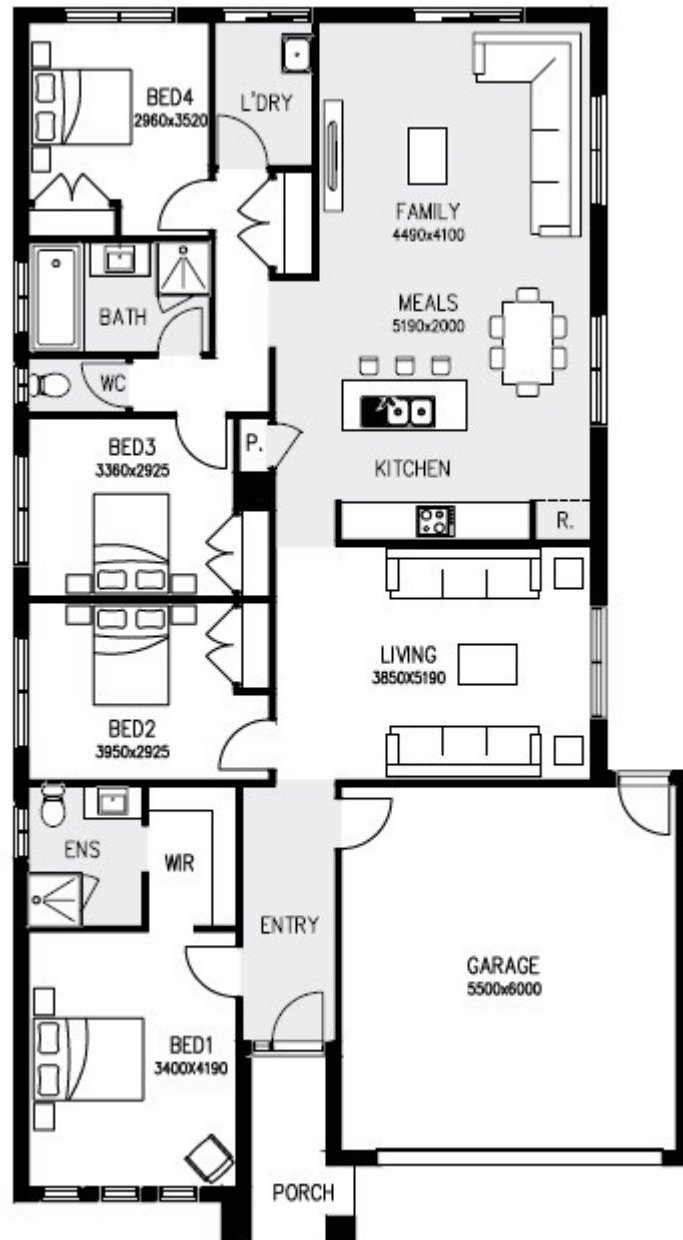 BED4
2960x3520
L'DRY
FAMILY
4490x4100
MEALS
5190x2000
BATH
WC
BED3
3360x2925
P.
KITCHEN
R.
LIVING
3850X5190
BED2
3950x2925
ENS
WIR
ENTRY
GARAGE
5500x6000
BED1
3400X4190
PORCH